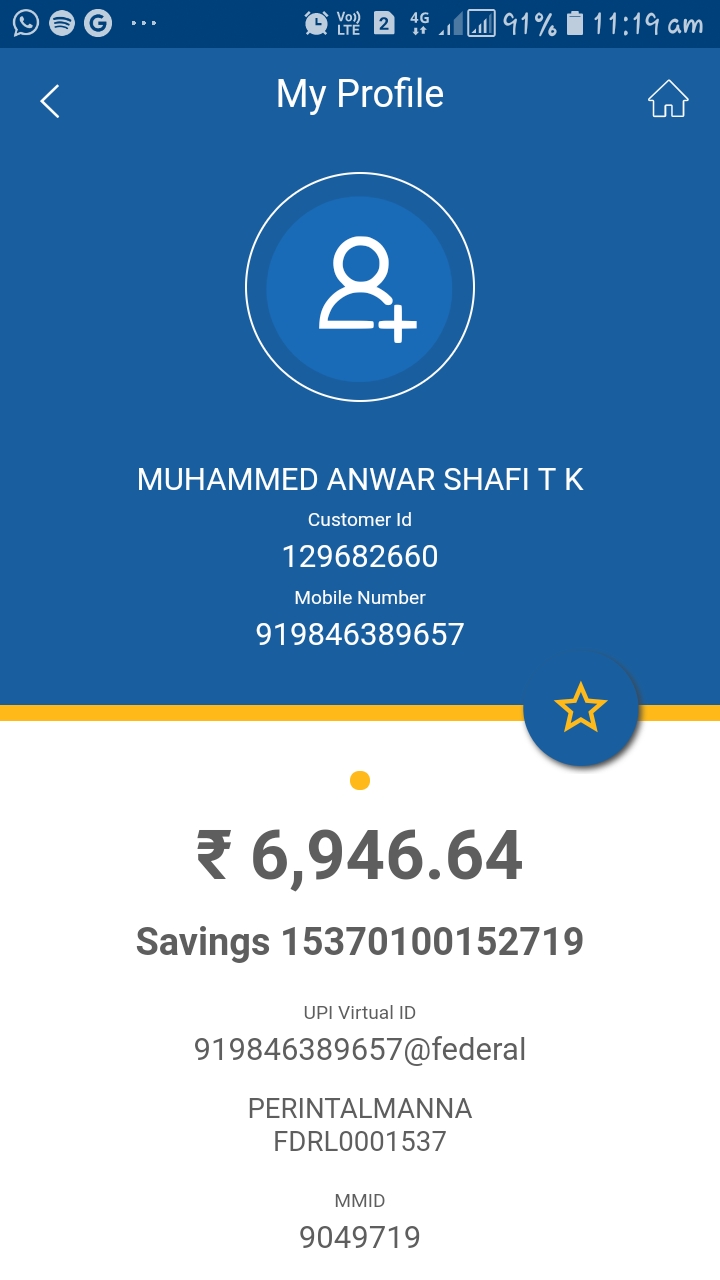 Vo)) LTE 2 4G 91% 11:19 am
My Profile
MUHAMMED ANWAR SHAFI T K
Customer Id
129682660
Mobile Number
919846389657
₹ 6,946.64
Savings 15370100152719
UPI Virtual ID
919846389657@federal
PERINTALMANNA
FDRL0001537
MMID
9049719